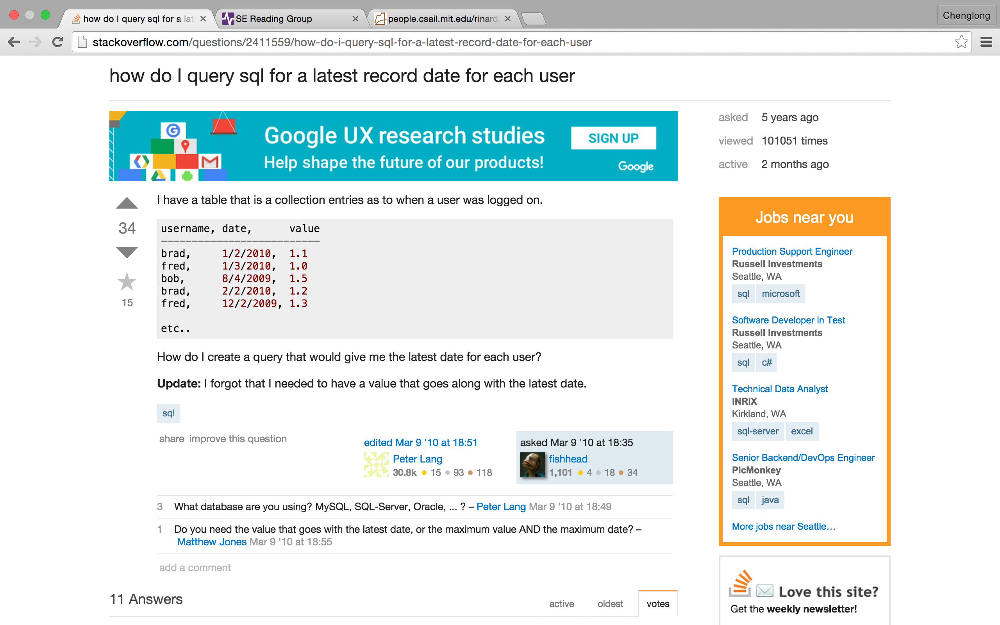 how do I query sql for a lat
SE Reading Group
people.csail.mit.edu/rinard/
Chenglong
stackoverflow.com/questions/2411559/how-do-i-query-sql-for-a-latest-record-date-for-each-user
how do I query sql for a latest record date for each user
Google UX research studies
Help shape the future of our products!
SIGN UP
Google
asked 5 years ago
viewed 101051 times
active 2 months ago
34
15
I have a table that is a collection entries as to when a user was logged on.
username, date, value
--------------------------
brad, 1/2/2010, 1.1
fred, 1/3/2010, 1.0
bob, 8/4/2009, 1.5
brad, 2/2/2010, 1.2
fred, 12/2/2009, 1.3
etc..
How do I create a query that would give me the latest date for each user?
Update: I forgot that I needed to have a value that goes along with the latest date.
sql
share improve this question
edited Mar 9 '10 at 18:51
Peter Lang
30.8k 15 93 118
asked Mar 9 '10 at 18:35
fishhead
1,101 4 18 34
3 What database are you using? MySQL, SQL-Server, Oracle, ... ? – Peter Lang Mar 9 '10 at 18:49
1 Do you need the value that goes with the latest date, or the maximum value AND the maximum date? –
Matthew Jones Mar 9 '10 at 18:55
add a comment
11 Answers
active oldest votes
Jobs near you
Production Support Engineer
Russell Investments
Seattle, WA
sql microsoft
Software Developer in Test
Russell Investments
Seattle, WA
sql c#
Technical Data Analyst
INRIX
Kirkland, WA
sql-server excel
Senior Backend/DevOps Engineer
PicMonkey
Seattle, WA
sql java
More jobs near Seattle…
Love this site?
Get the weekly newsletter!